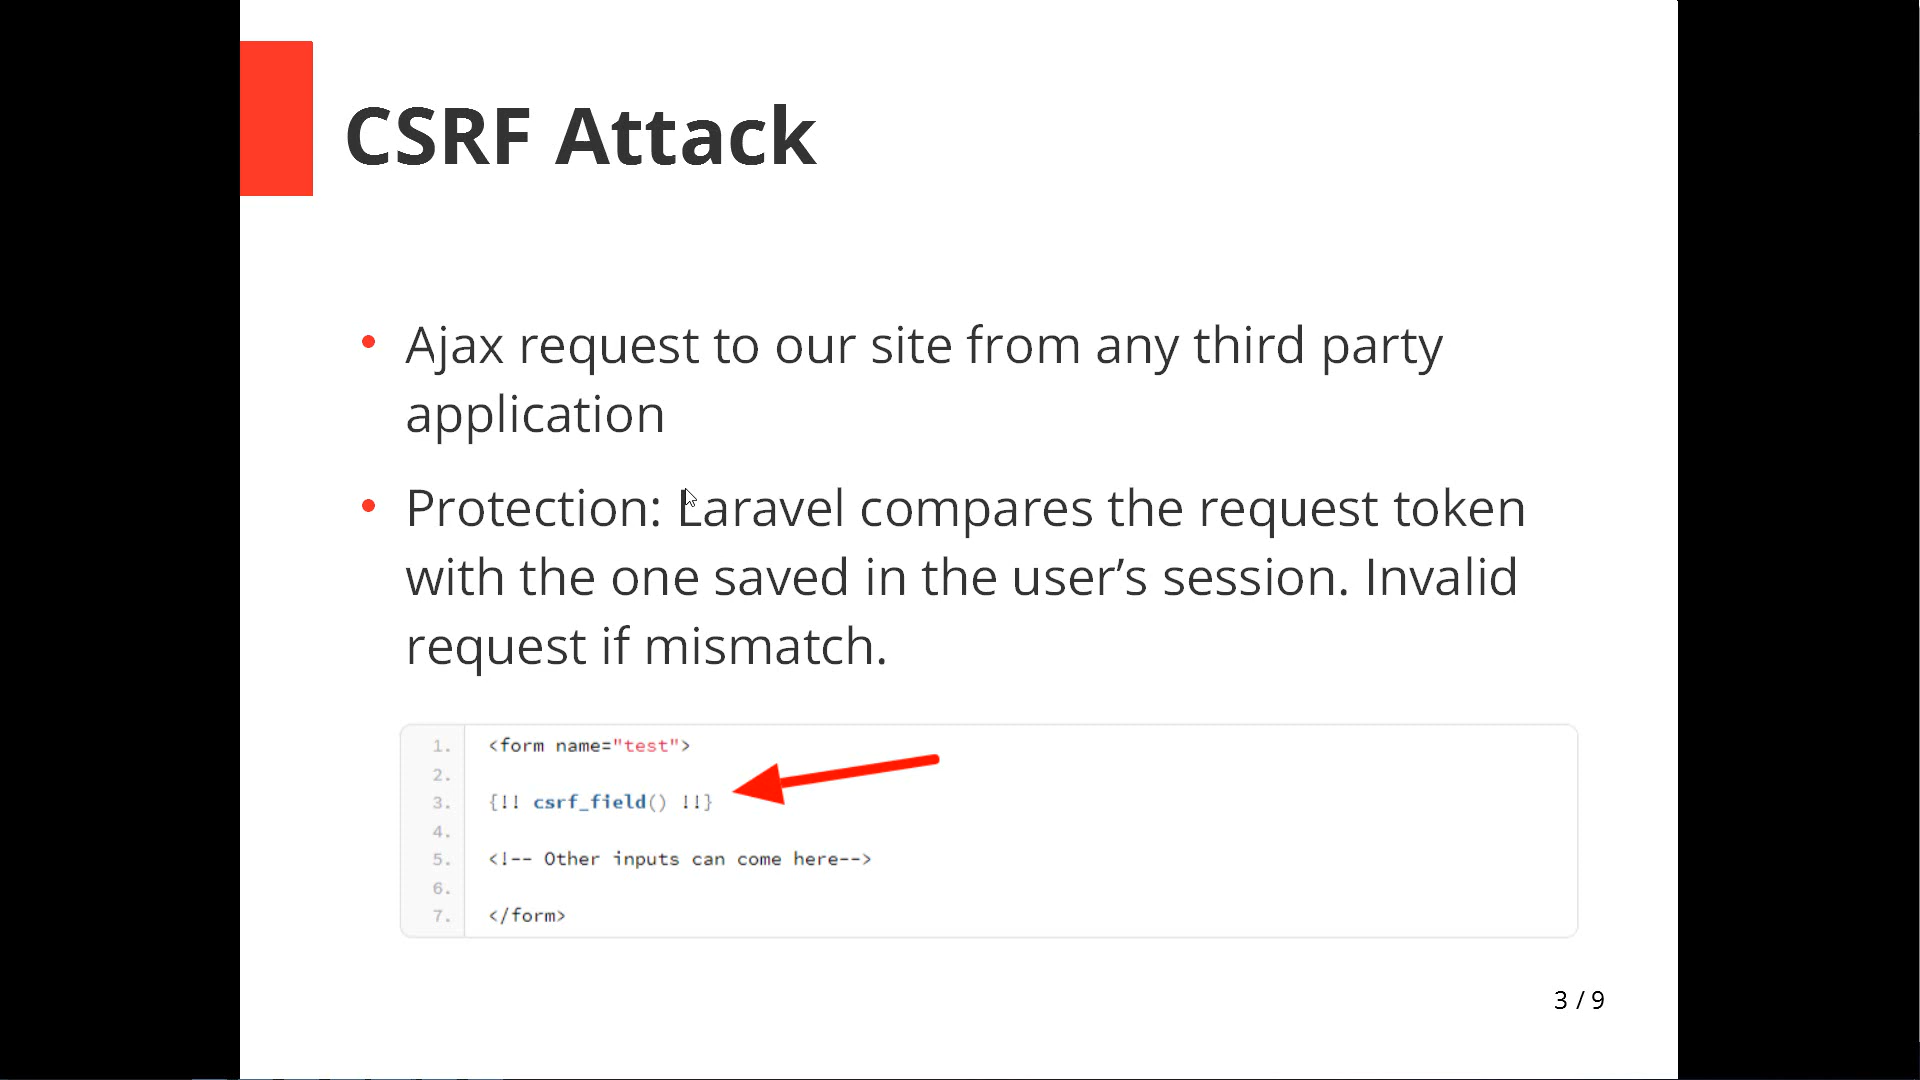 CSRF Attack
• Ajax request to our site from any third party
application
• Protection: Laravel compares the request token
with the one saved in the user’s session. Invalid
request if mismatch.
1. <form name="test">
2.
3. {!! csrf_field() !!}
4.
5. <!-- Other inputs can come here-->
6.
7. </form>
3 / 9